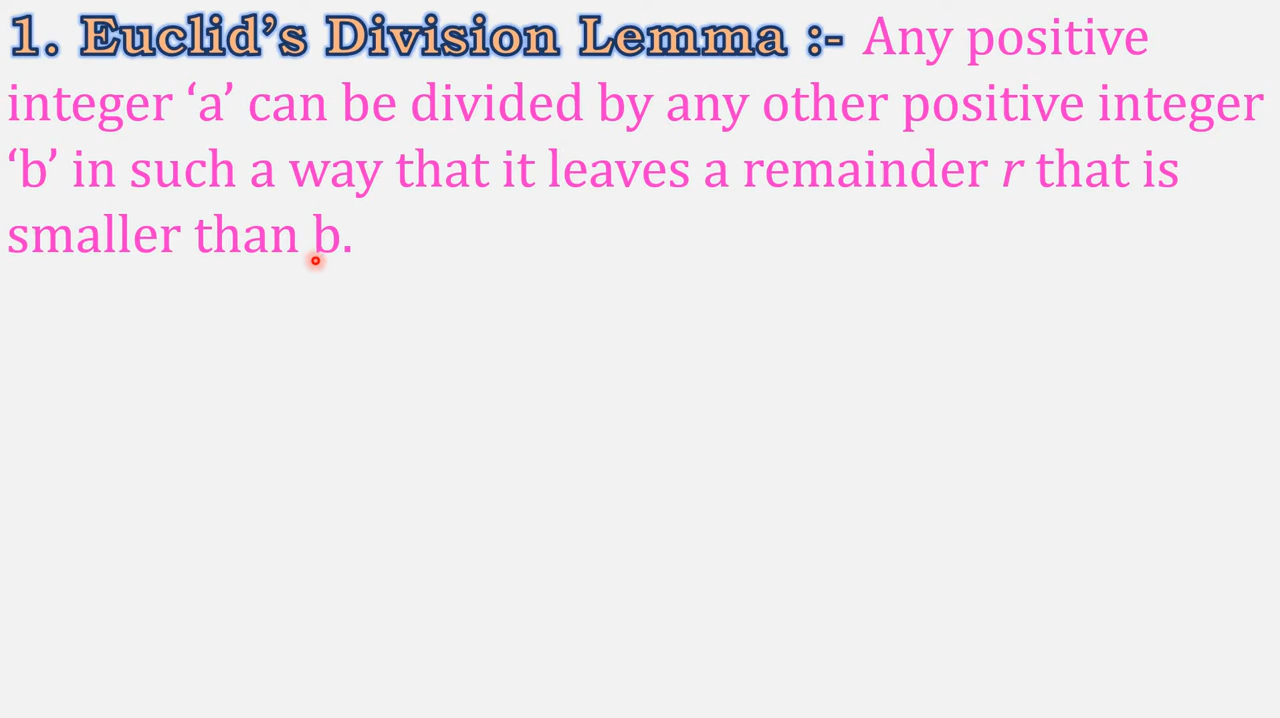 1. Euclid’s Division Lemma :- Any positive
integer ‘a’ can be divided by any other positive integer
‘b’ in such a way that it leaves a remainder r that is
smaller than b.